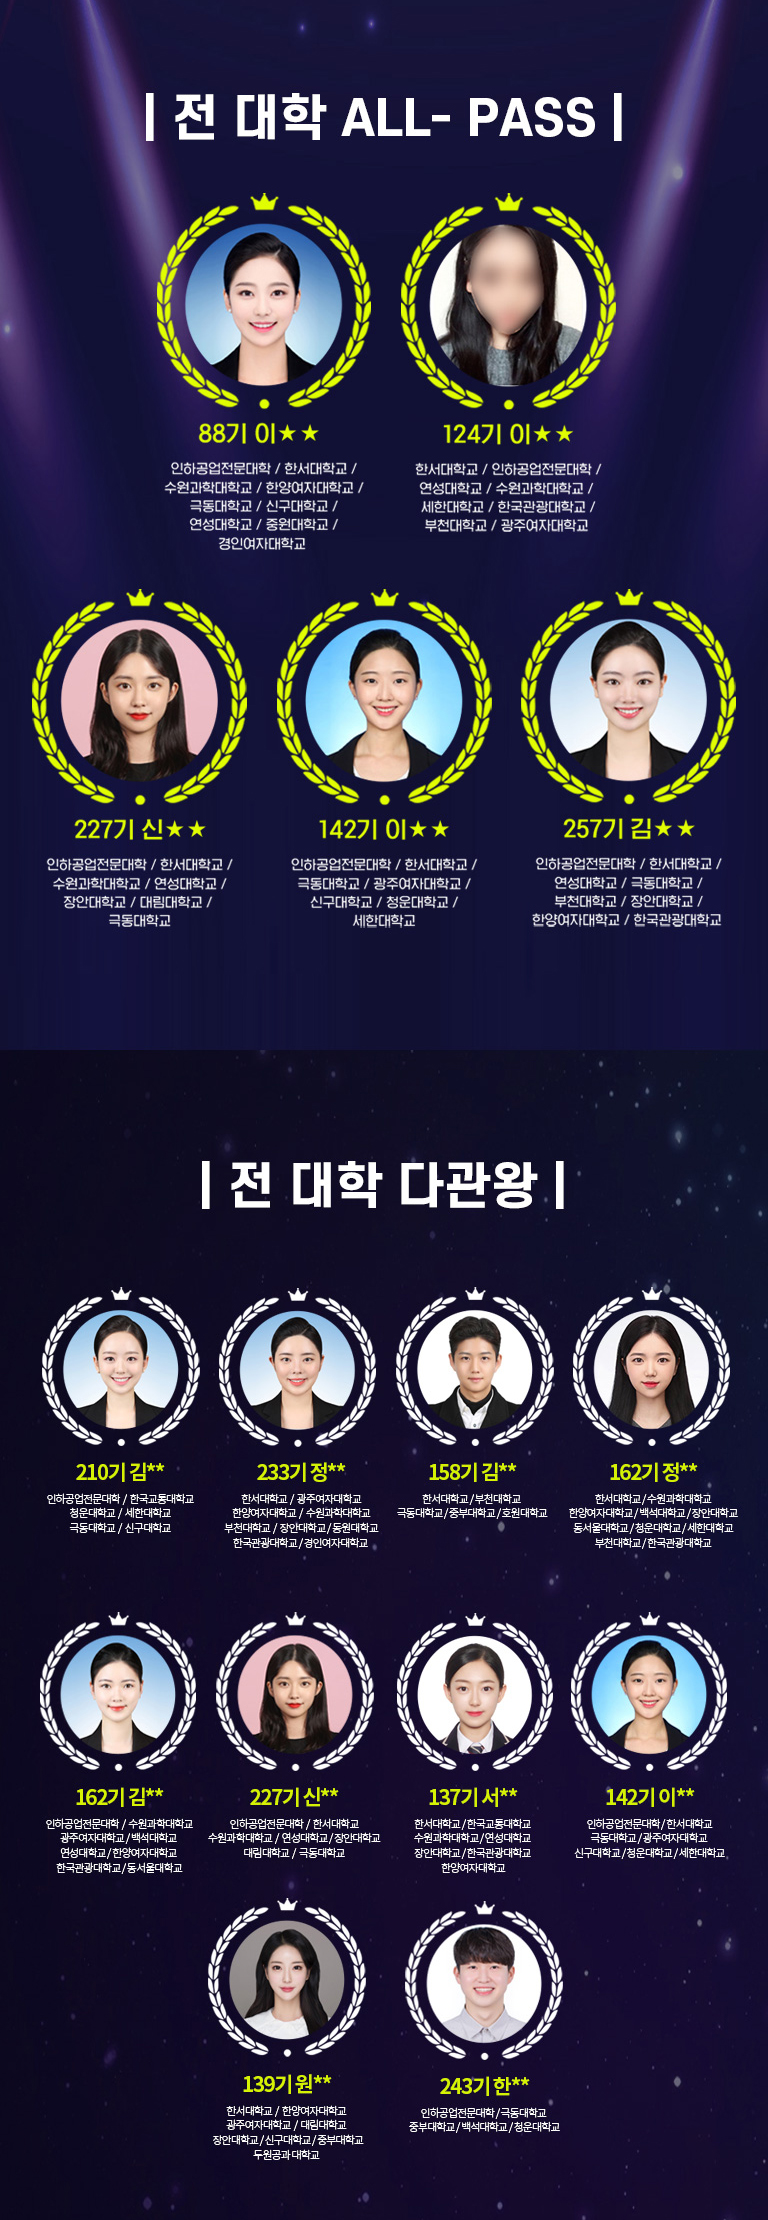 | 전 대학 ALL- PASS |
88기 이★★
인하공업전문대학 / 한서대학교 /
수원과학대학교 / 한양여자대학교 /
극동대학교 / 신구대학교 /
연성대학교 / 중원대학교 /
경인여자대학교
124기 이★★
한서대학교 / 인하공업전문대학 /
연성대학교 / 수원과학대학교 /
세한대학교 / 한국관광대학교 /
부천대학교 / 광주여자대학교
227기 신★★
인하공업전문대학 / 한서대학교 /
수원과학대학교 / 연성대학교 /
장안대학교 / 대림대학교 /
극동대학교
142기 이★★
인하공업전문대학 / 한서대학교 /
극동대학교 / 광주여자대학교 /
신구대학교 / 청운대학교 /
세한대학교
257기 김★★
인하공업전문대학 / 한서대학교 /
연성대학교 / 극동대학교 /
부천대학교 / 장안대학교 /
한양여자대학교 / 한국관광대학교
| 전 대학 다관왕 |
210기 김**
인하공업전문대학 / 한국교통대학교
청운대학교 / 세한대학교
극동대학교 / 신구대학교
233기 정**
한서대학교 / 광주여자대학교
한양여자대학교 / 수원과학대학교
부천대학교 / 장안대학교 / 동원대학교
한국관광대학교 / 경인여자대학교
158기 김**
한서대학교 / 부천대학교
극동대학교 / 중부대학교 / 호원대학교
162기 정**
한서대학교 / 수원과학대학교
한양여자대학교 / 백석대학교 / 장안대학교
동서울대학교 / 청운대학교 / 세한대학교
부천대학교 / 한국관광대학교
162기 김**
인하공업전문대학 / 수원과학대학교
광주여자대학교 / 백석대학교
연성대학교 / 한양여자대학교
한국관광대학교 / 동서울대학교
227기 신**
인하공업전문대학 / 한서대학교
수원과학대학교 / 연성대학교 / 장안대학교
대림대학교 / 극동대학교
137기 서**
한서대학교 / 한국교통대학교
수원과학대학교 / 연성대학교
장안대학교 / 한국관광대학교
한양여자대학교
142기 이**
인하공업전문대학 / 한서대학교
극동대학교 / 광주여자대학교
신구대학교 / 청운대학교 / 세한대학교
139기 원**
한서대학교 / 한양여자대학교
광주여자대학교 / 대림대학교
장안대학교 / 신구대학교 / 중부대학교
두원공과대학교
243기 한**
인하공업전문대학 / 극동대학교
중부대학교 / 백석대학교 / 청운대학교